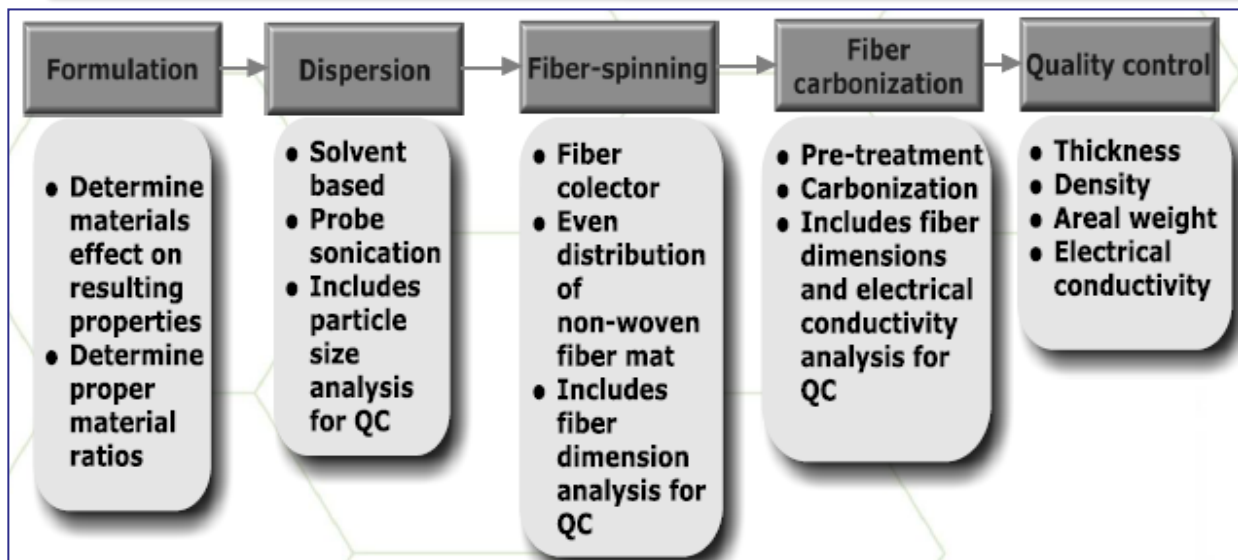 Formulation
Dispersion
Fiber-spinning
Fiber
carbonization
Quality control
● Determine
materials
effect on
resulting
properties
● Determine
proper
material
ratios
● Solvent
based
● Probe
sonication
● Includes
particle
size
analysis
for QC
● Fiber
colector
● Even
distribution
of
non-woven
fiber mat
● Includes
fiber
dimension
analysis for
QC
● Pre-treatment
● Carbonization
● Includes fiber
dimensions
and electrical
conductivity
analysis for
QC
● Thickness
● Density
● Areal weight
● Electrical
conductivity